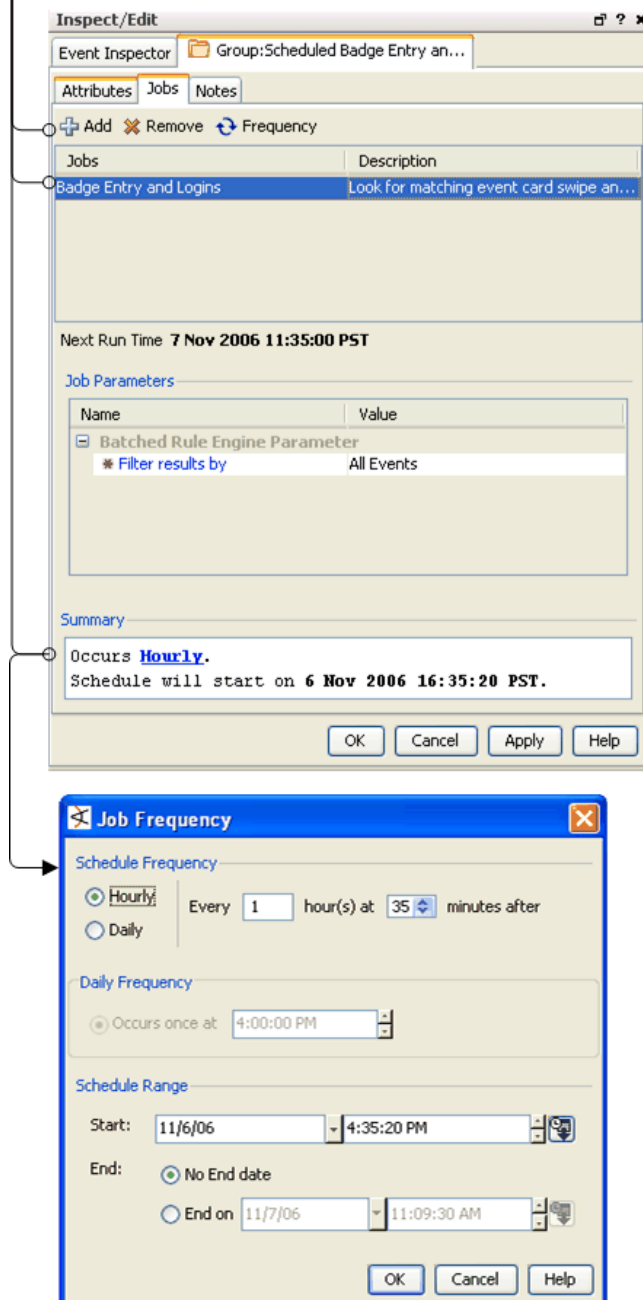 Inspect/Edit
Event Inspector Group:Scheduled Badge Entry an...
Attributes Jobs Notes
Add Remove Frequency
Jobs Description
Badge Entry and Logins Look for matching event card swipe an...
Next Run Time 7 Nov 2006 11:35:00 PST
Job Parameters
Name Value
Batched Rule Engine Parameter
Filter results by All Events
Summary
Occurs Hourly.
Schedule will start on 6 Nov 2006 16:35:20 PST.
OK Cancel Apply Help
Job Frequency
Schedule Frequency
Hourly
Every 1 hour(s) at 35 minutes after
Daily
Daily Frequency
Occurs once at 4:00:00 PM
Schedule Range
Start: 11/6/06 4:35:20 PM
End: No End date
End on 11/7/06 11:09:30 AM
OK Cancel Help